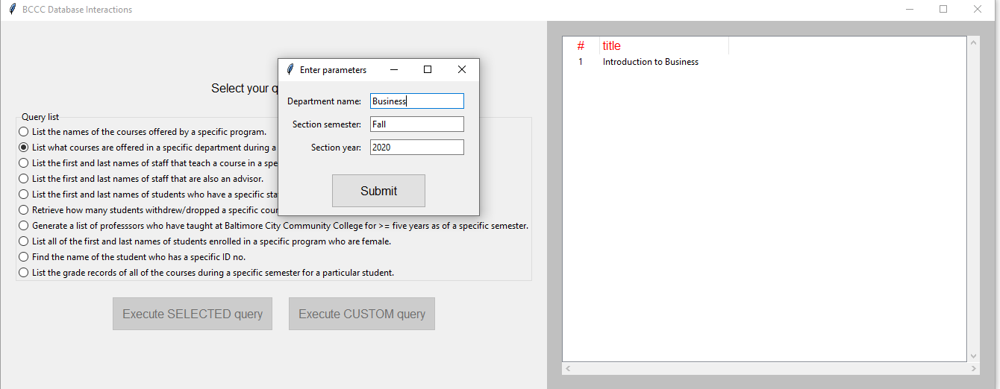 BCCC Database Interactions
Select your q
Query list
List the names of the courses offered by a specific program.
List what courses are offered in a specific department during a
List the first and last names of staff that teach a course in a spe
List the first and last names of staff that are also an advisor.
List the first and last names of students who have a specific sta
Retrieve how many students withdrew/dropped a specific cour
Generate a list of professsors who have taught at Baltimore City Community College for >= five years as of a specific semester.
List all of the first and last names of students enrolled in a specific program who are female.
Find the name of the student who has a specific ID no.
List the grade records of all of the courses during a specific semester for a particular student.
Execute SELECTED query
Execute CUSTOM query
Enter parameters
Department name: Business
Section semester: Fall
Section year: 2020
Submit
# title
1 Introduction to Business